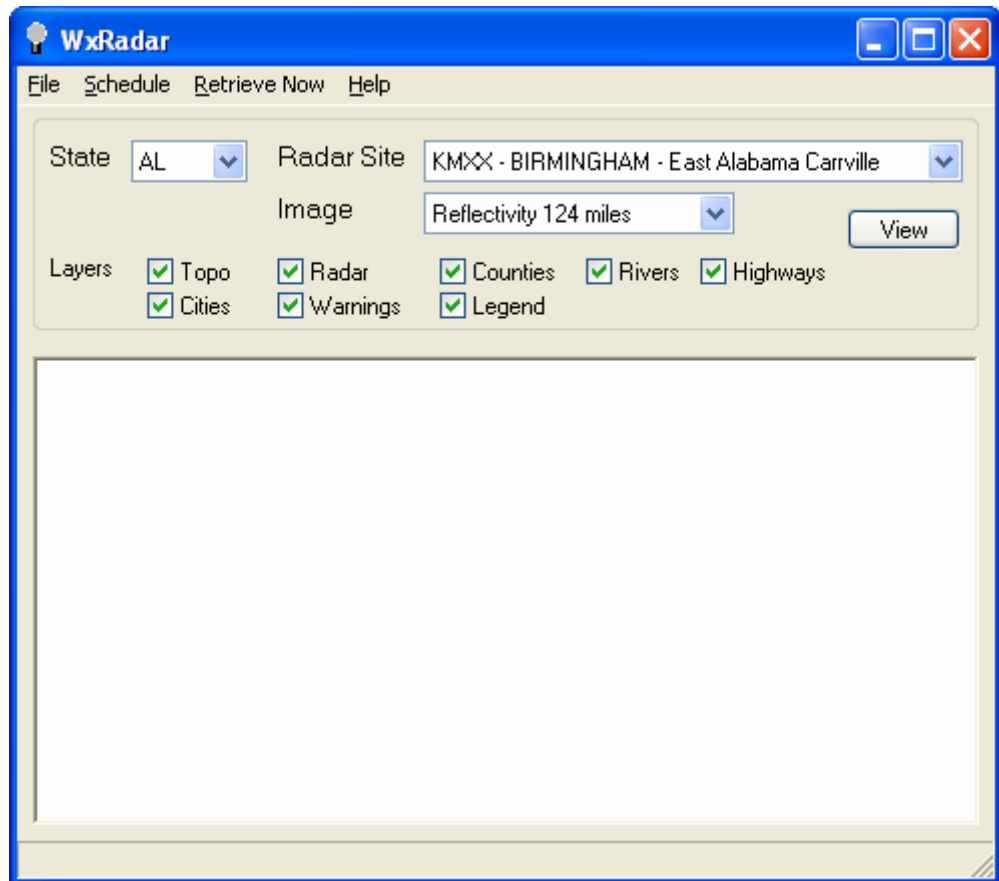 WxRadar
File Schedule Retrieve Now Help
State AL Radar Site KMXX - BIRMINGHAM - East Alabama Carrville
Image Reflectivity 124 miles
View
Layers Topo Radar Counties Rivers Highways
Cities Warnings Legend